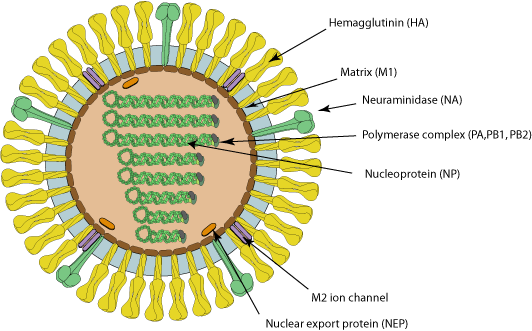 Hemagglutinin (HA)
Matrix (M1)
Neuraminidase (NA)
Polymerase complex (PA,PB1, PB2)
Nucleoprotein (NP)
M2 ion channel
Nuclear export protein (NEP)